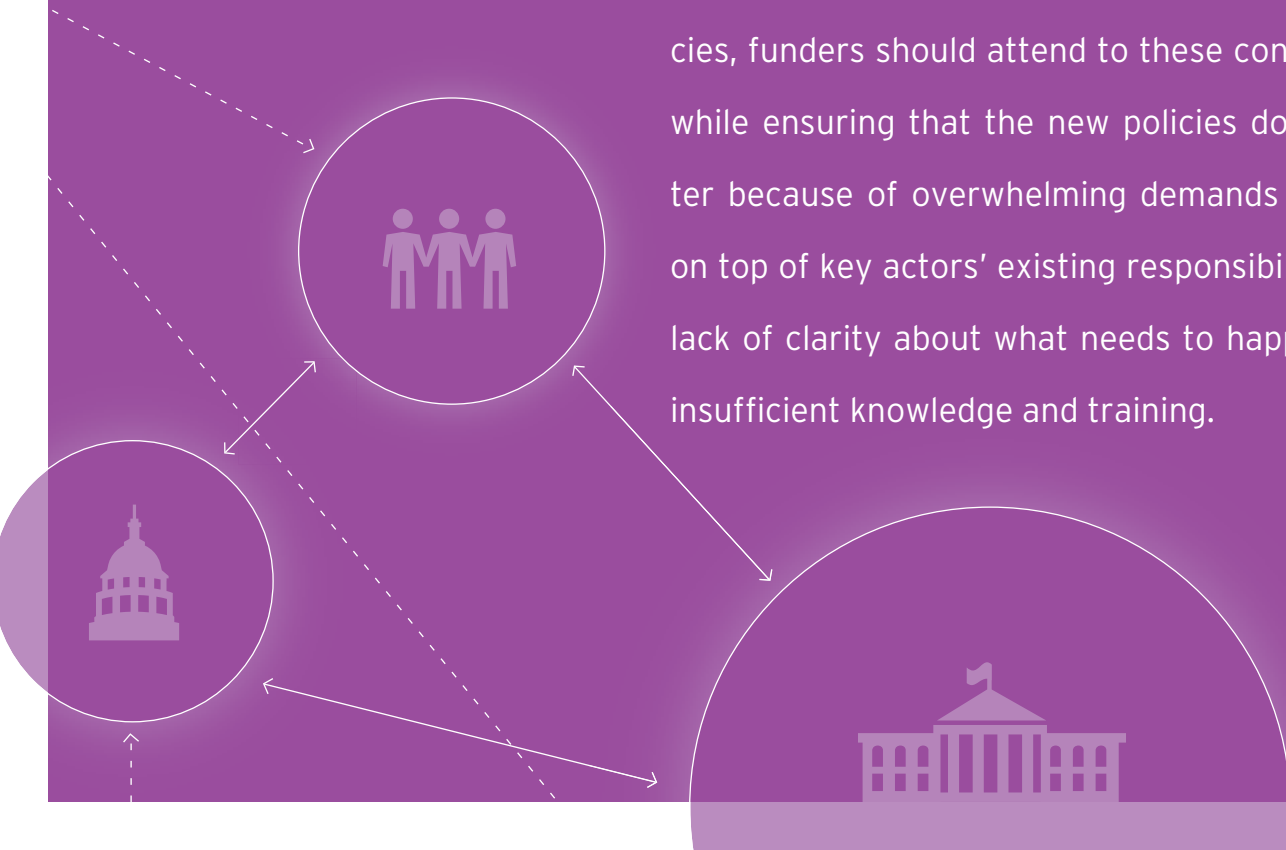 cies, funders should attend to these con
while ensuring that the new policies do
ter because of overwhelming demands
on top of key actors’ existing responsibi
lack of clarity about what needs to hap
insufficient knowledge and training.